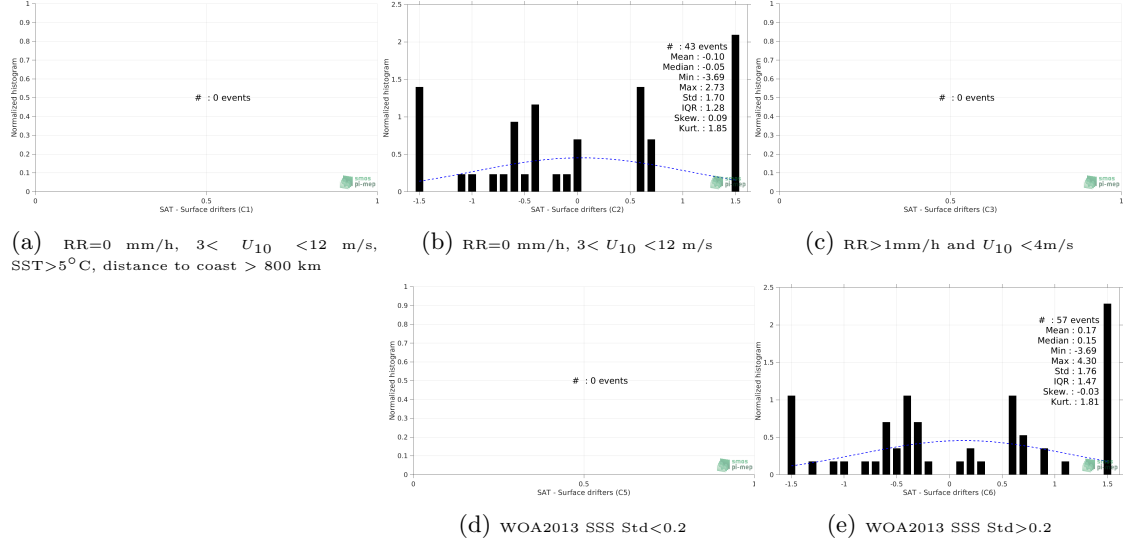 1
0.9
0.8
0.7
0.6
0.5
0.4
0.3
0.2
0.1
0
Normalized histogram
# : 0 events
smos
pi-mep
0 0.5 1
SAT - Surface drifters (C1)
(a) RR=0 mm/h, 3< U10 <12 m/s,
SST>5°C, distance to coast > 800 km
2.5
2
1.5
1
0.5
0
Normalized histogram
# : 43 events
Mean : -0.10
Median : -0.05
Min : -3.69
Max : 2.73
Std : 1.70
IQR : 1.28
Skew. : 0.09
Kurt. : 1.85
smos
pi-mep
-1.5 -1 -0.5 0 0.5 1 1.5
SAT - Surface drifters (C2)
(b) RR=0 mm/h, 3< U10 <12 m/s
1
0.9
0.8
0.7
0.6
0.5
0.4
0.3
0.2
0.1
0
Normalized histogram
# : 0 events
smos
pi-mep
0 0.5 1
SAT - Surface drifters (C3)
(c) RR>1mm/h and U10 <4m/s
1
0.9
0.8
0.7
0.6
0.5
0.4
0.3
0.2
0.1
0
Normalized histogram
# : 0 events
smos
pi-mep
0 0.5 1
SAT - Surface drifters (C5)
(d) WOA2013 SSS Std<0.2
2.5
2
1.5
1
0.5
0
Normalized histogram
# : 57 events
Mean : 0.17
Median : 0.15
Min : -3.69
Max : 4.30
Std : 1.76
IQR : 1.47
Skew. : -0.03
Kurt. : 1.81
smos
pi-mep
-1.5 -1 -0.5 0 0.5 1 1.5
SAT - Surface drifters (C6)
(e) WOA2013 SSS Std>0.2